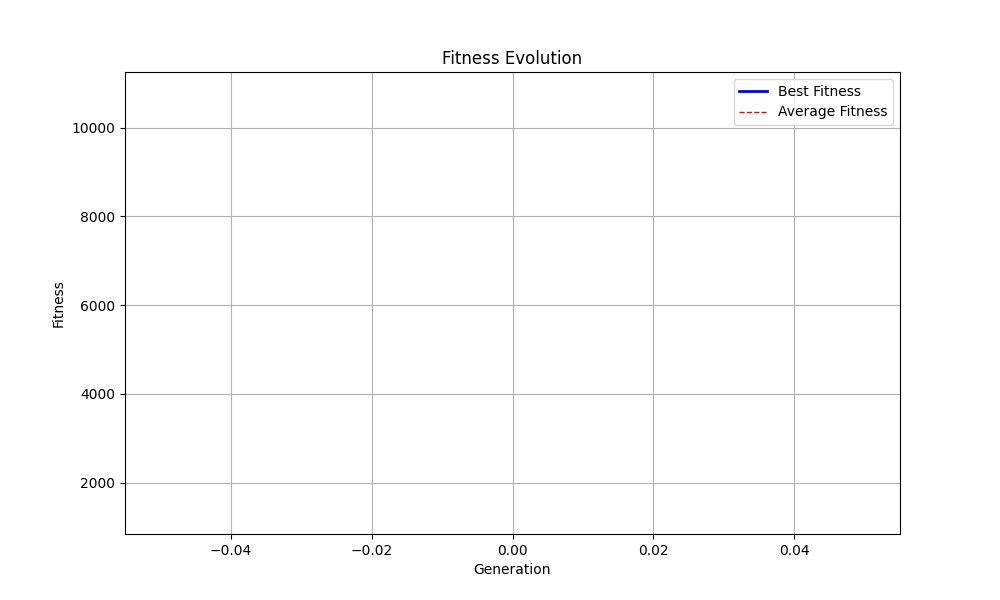 Fitness Evolution
Best Fitness
Average Fitness
10000
8000
6000
4000
2000
Fitness
−0.04
−0.02
0.00
0.02
0.04
Generation